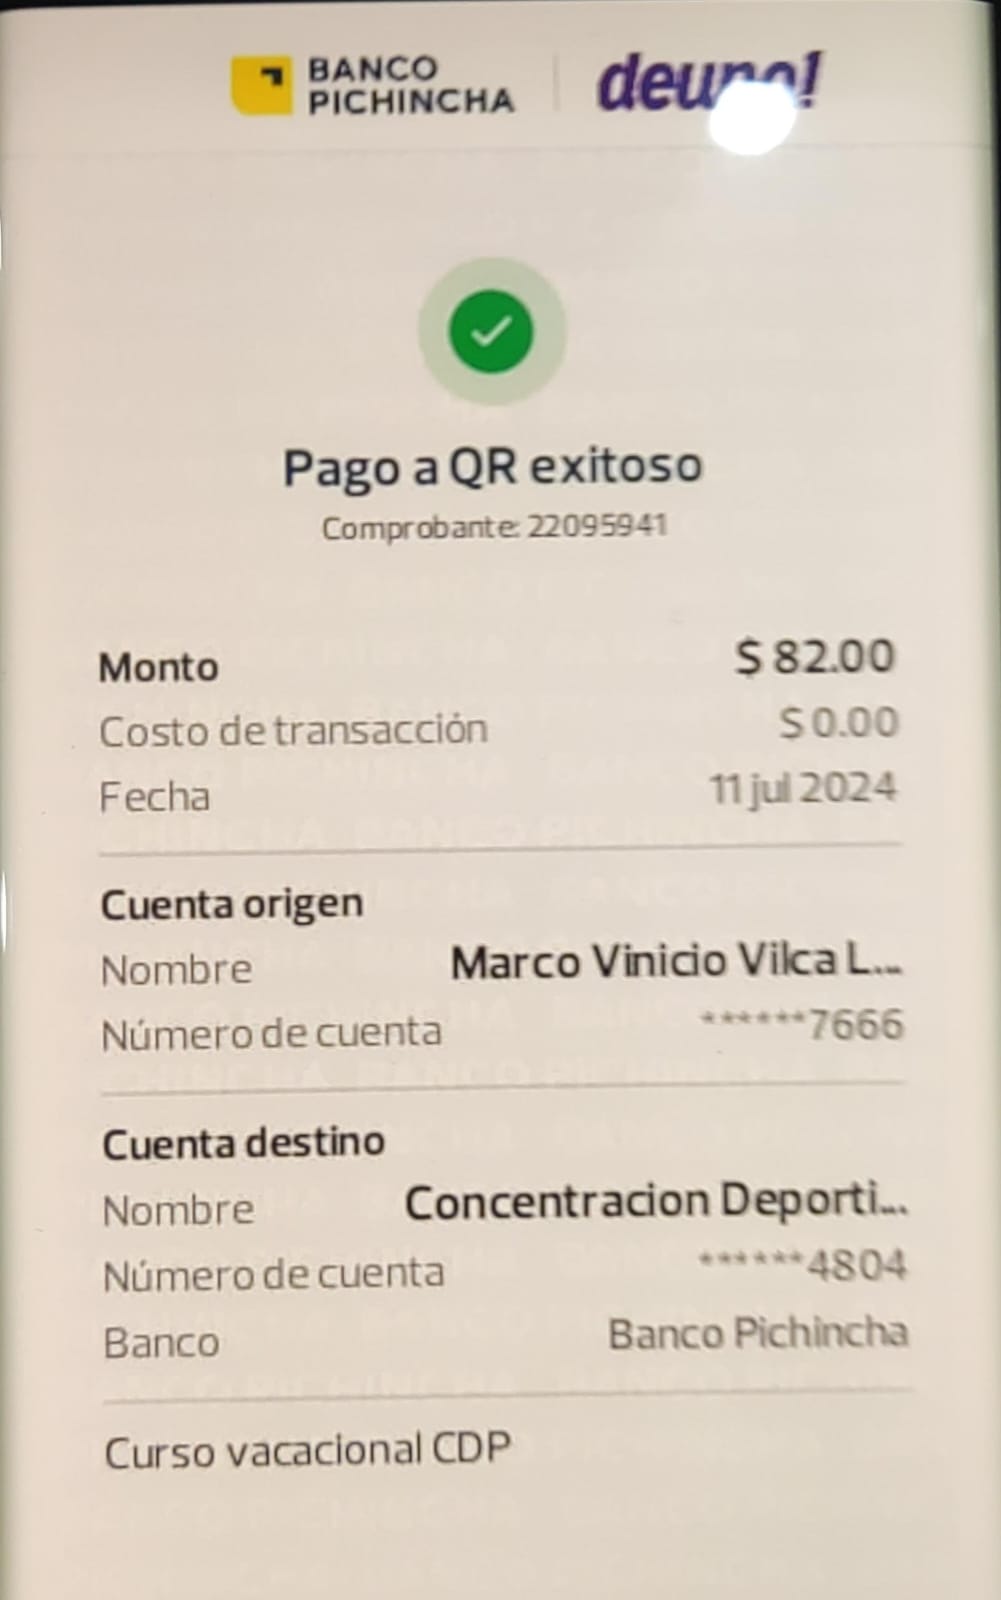 BANCO
PICHINCHA
deuna!
Pago a QR exitoso
Comprobante: 22095941
Monto $ 82.00
Costo de transacción $ 0.00
Fecha 11 jul 2024
Cuenta origen
Nombre Marco Vinicio Vilca L...
Número de cuenta ******7666
Cuenta destino
Nombre Concentracion Deporti...
Número de cuenta ******4804
Banco Banco Pichincha
Curso vacacional CDP